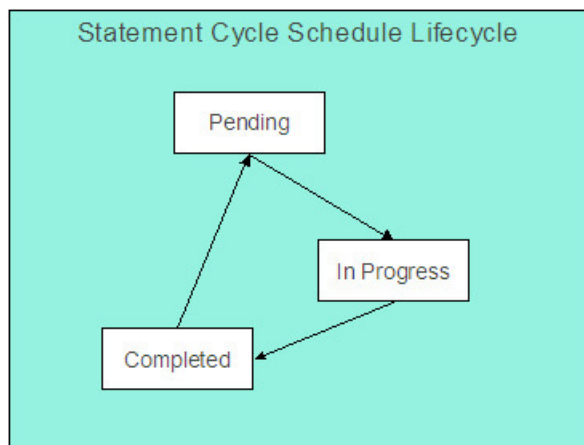 Statement Cycle Schedule Lifecycle
Pending
In Progress
Completed